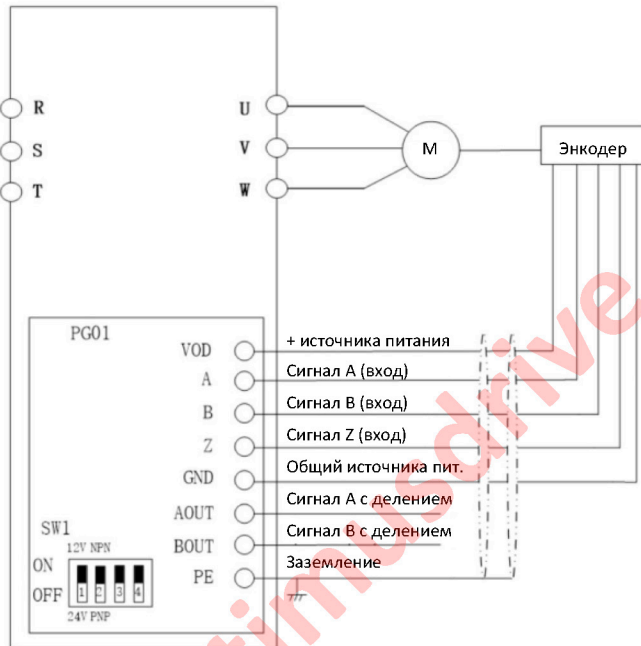 R
U
S
V
T
W
M
Энкодер
PG01
VOD
+ источника питания
A
Сигнал A (вход)
B
Сигнал B (вход)
Z
Сигнал Z (вход)
GND
Общий источника пит.
AOUT
Сигнал A с делением
BOUT
Сигнал B с делением
PE
Заземление
SW1
12V NPN
ON
OFF
1 2 3 4
24V PNP
timusdrive